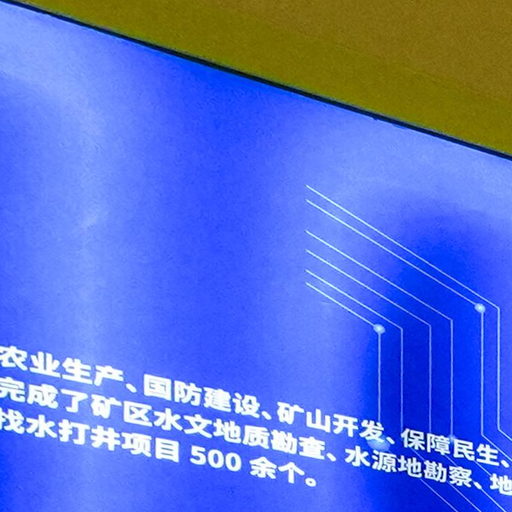 农业生产、国防建设、矿山开发、保障民生、
完成了矿区水文地质勘查、水源地勘察、地
找水打井项目 500 余个。